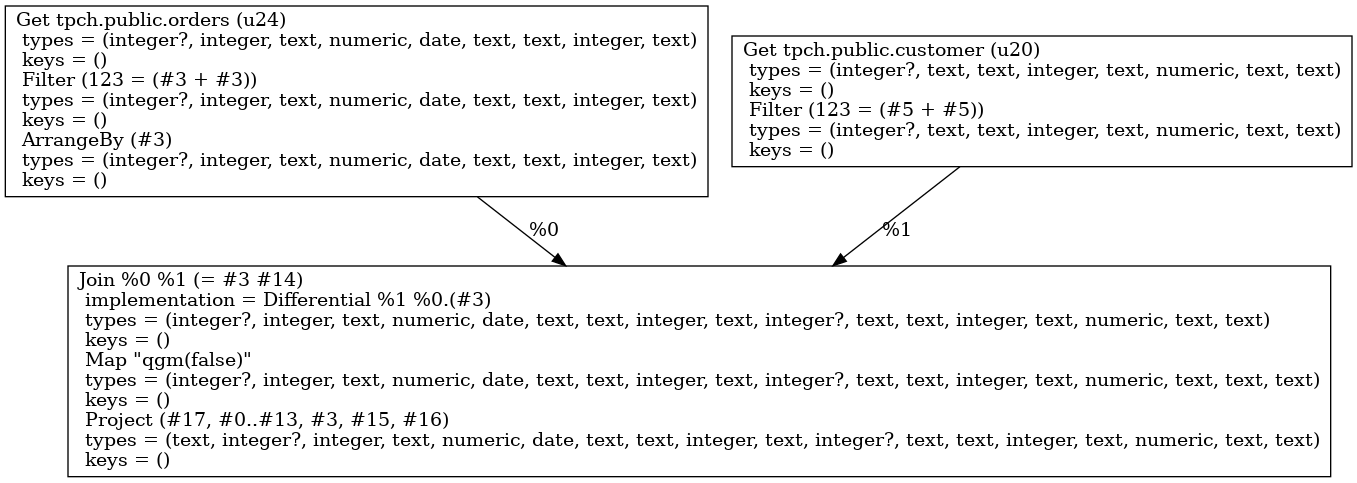 Get tpch.public.orders (u24)
types = (integer?, integer, text, numeric, date, text, text, integer, text)
keys = ()
Filter (123 = (#3 + #3))
types = (integer?, integer, text, numeric, date, text, text, integer, text)
keys = ()
ArrangeBy (#3)
types = (integer?, integer, text, numeric, date, text, text, integer, text)
keys = ()
Get tpch.public.customer (u20)
types = (integer?, text, text, integer, text, numeric, text, text)
keys = ()
Filter (123 = (#5 + #5))
types = (integer?, text, text, integer, text, numeric, text, text)
keys = ()
%0
%1
Join %0 %1 (= #3 #14)
implementation = Differential %1 %0.(#3)
types = (integer?, integer, text, numeric, date, text, text, integer, text, integer?, text, text, integer, text, numeric, text, text)
keys = ()
Map "qgm(false)"
types = (integer?, integer, text, numeric, date, text, text, integer, text, integer?, text, text, integer, text, numeric, text, text, text)
keys = ()
Project (#17, #0..#13, #3, #15, #16)
types = (text, integer?, integer, text, numeric, date, text, text, integer, text, integer?, text, text, integer, text, numeric, text, text)
keys = ()